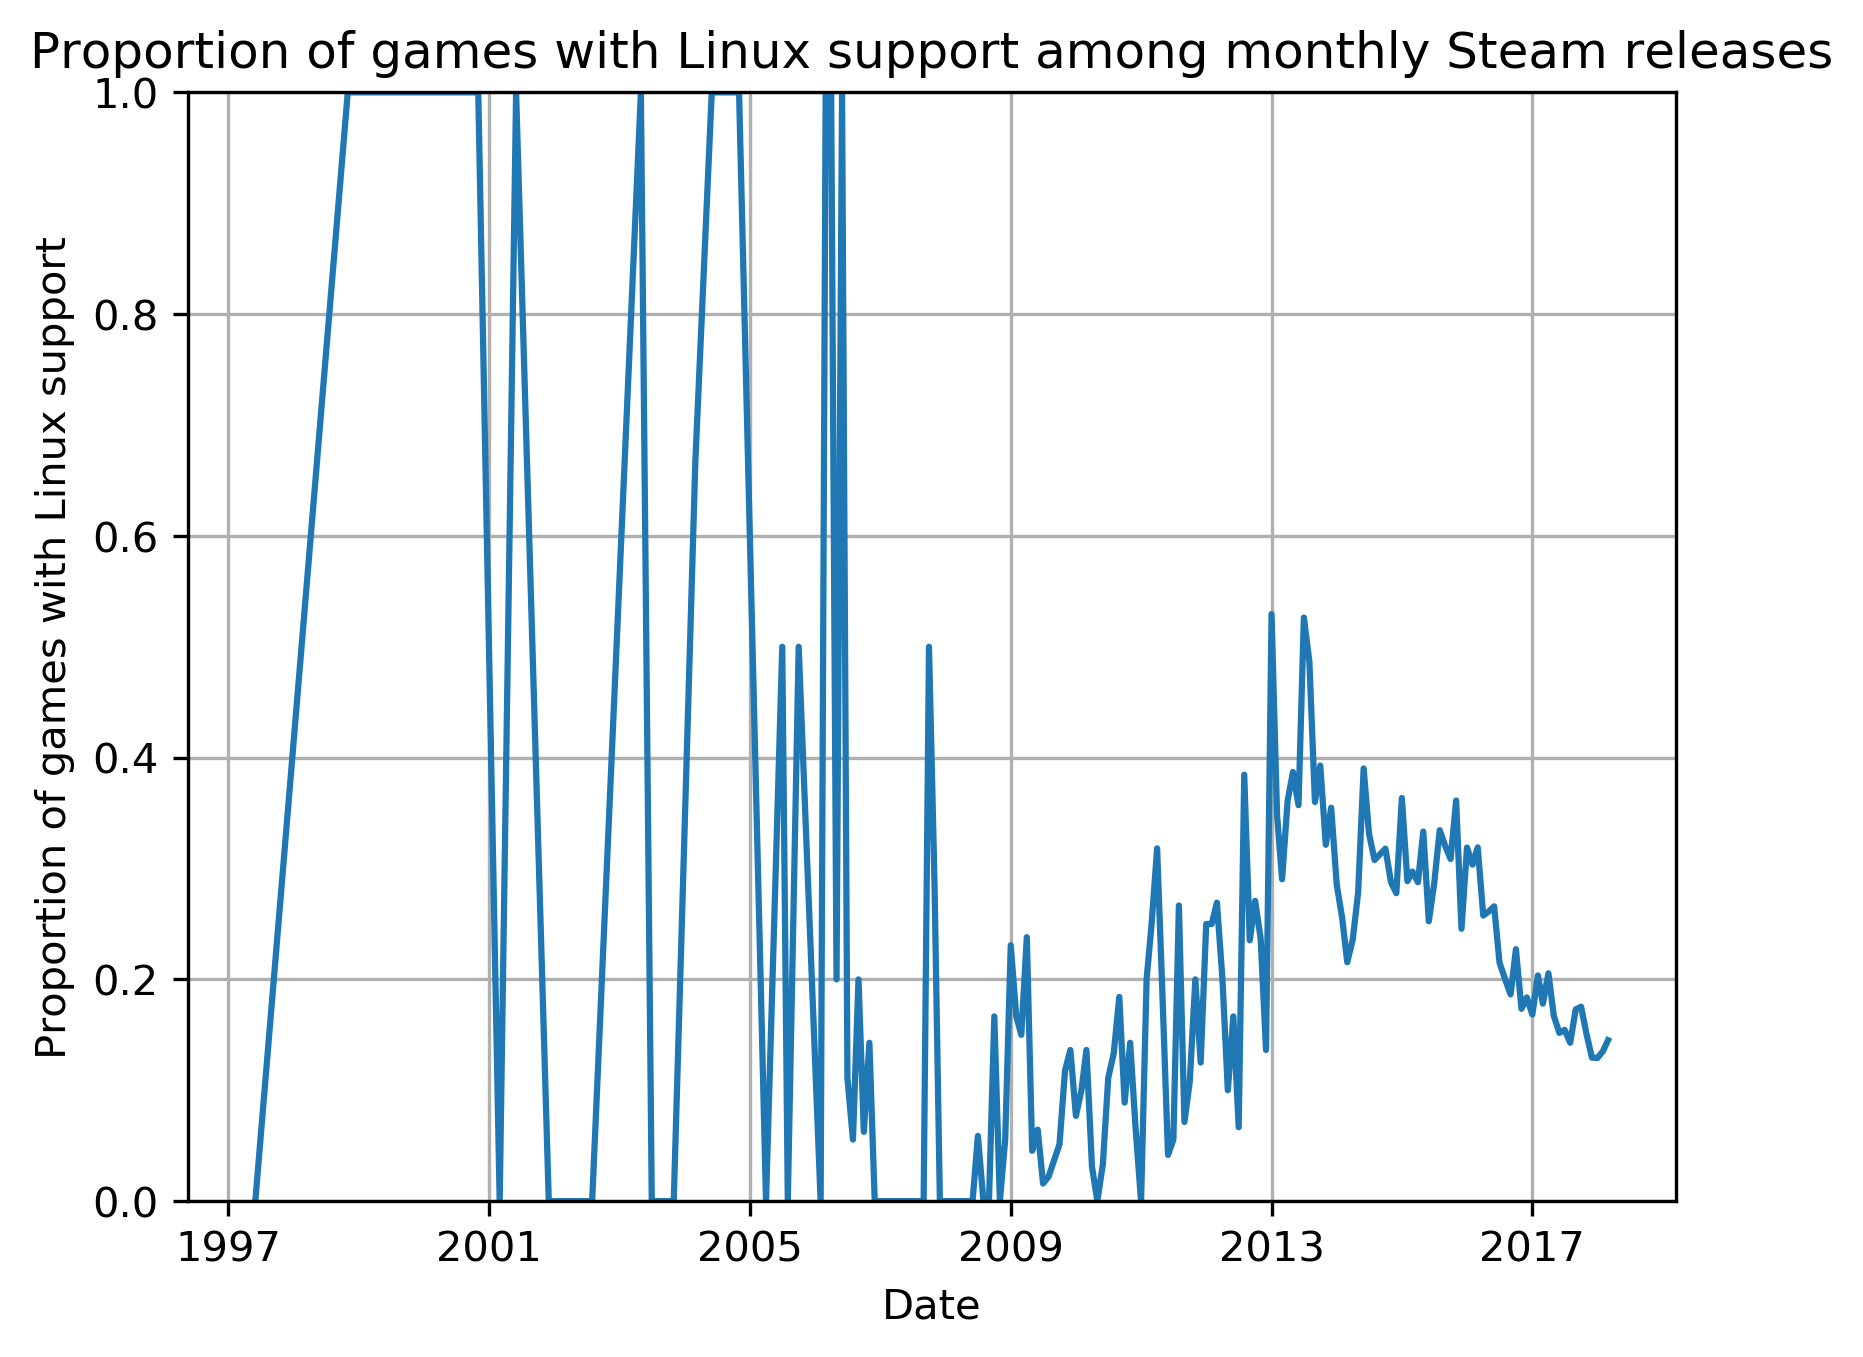 Proportion of games with Linux support among monthly Steam releases
Proportion of games with Linux support
1.0
0.8
0.6
0.4
0.2
0.0
1997 2001 2005 2009 2013 2017
Date